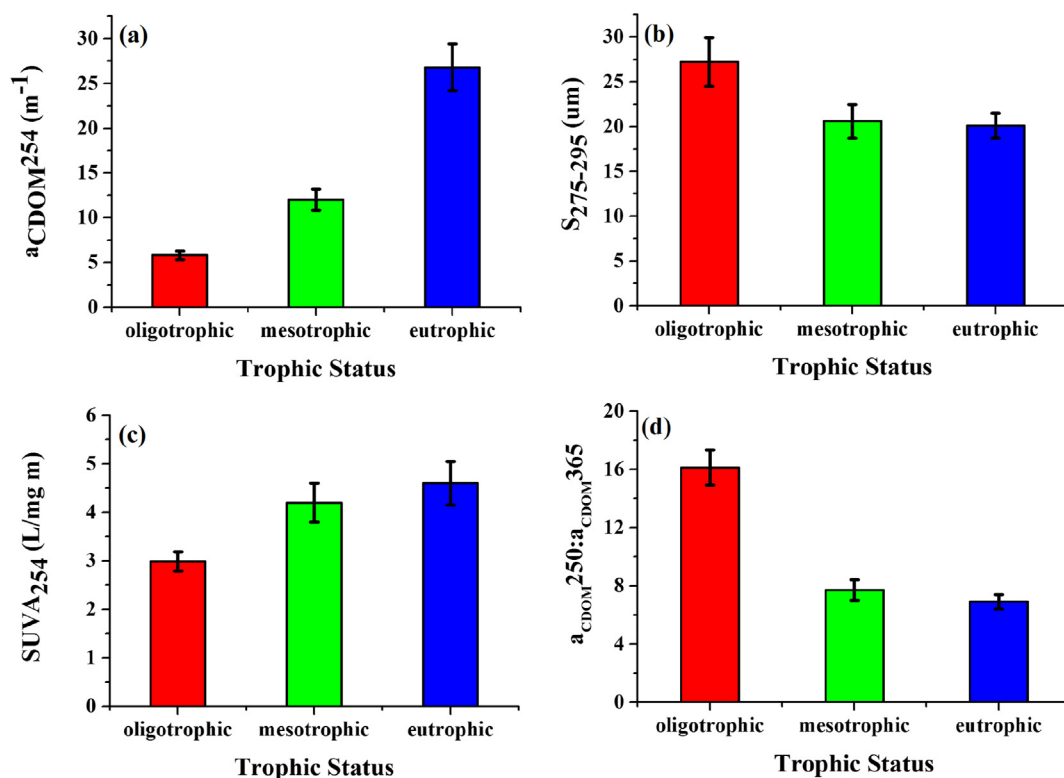 (a)
30
25
20
15
10
5
0
aCDOM254 (m-1)
oligotrophic mesotrophic eutrophic
Trophic Status
(b)
30
25
20
15
10
5
0
S275-295 (um)
oligotrophic mesotrophic eutrophic
Trophic Status
(c)
6
5
4
3
2
1
0
SUVA254 (L/mg m)
oligotrophic mesotrophic eutrophic
Trophic Status
(d)
20
16
12
8
4
0
aCDOM250:aCDOM365
oligotrophic mesotrophic eutrophic
Trophic Status